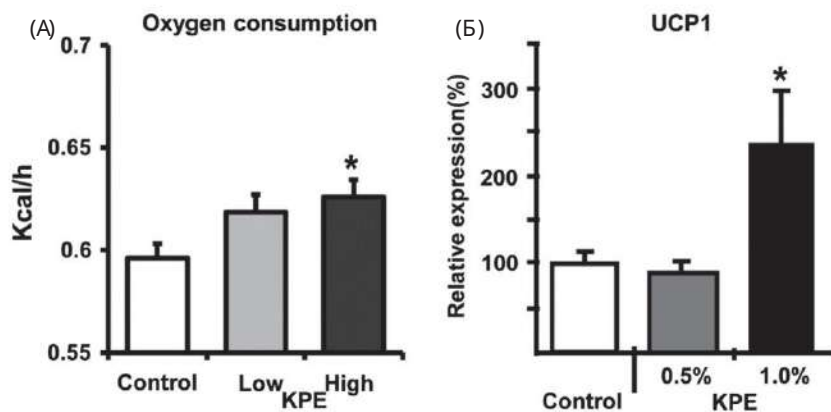 (А) Oxygen consumption
0.7
0.65
0.6
0.55
Kcal/h
*
Control Low High
KPE
(Б) UCP1
300
200
100
Relative expression(%)
*
0.5% 1.0%
Control KPE